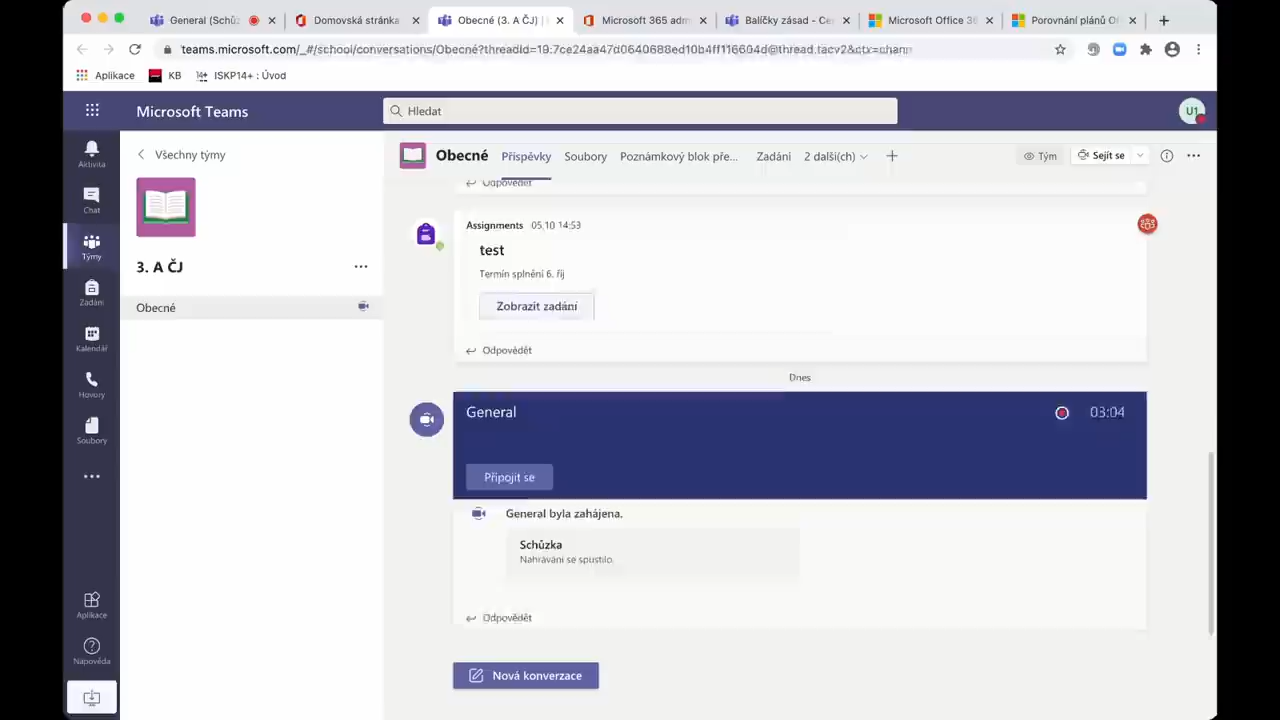 General (Schůz
Domovská stránka
Obecné (3. A ČJ) |
Microsoft 365 adm
Balíčky zásad - Cen
Microsoft Office 36
Porovnání plánů O
teams.microsoft.com/_#/school/conversations/Obecné?threadId=19:7ce24aa47d0640688ed10b4ff116604d@thread.tacv2&ctx=chann
Aplikace
KB
ISKP14+ : Úvod
Microsoft Teams
Hledat
U1
Aktivita
Chat
Týmy
Zadání
Kalendář
Hovory
Soubory
Aplikace
Nápověda
Všechny týmy
3. A ČJ
Obecné
Obecné
Příspěvky
Soubory
Poznámkový blok pře...
Zadání
2 další(ch)
Tým
Sejít se
Odpovědět
Assignments 05.10 14:53
test
Termín splnění 6. říj
Zobrazit zadání
Odpovědět
Dnes
General
03:04
Připojit se
General byla zahájena.
Schůzka
Nahrávání se spustilo.
Odpovědět
Nová konverzace